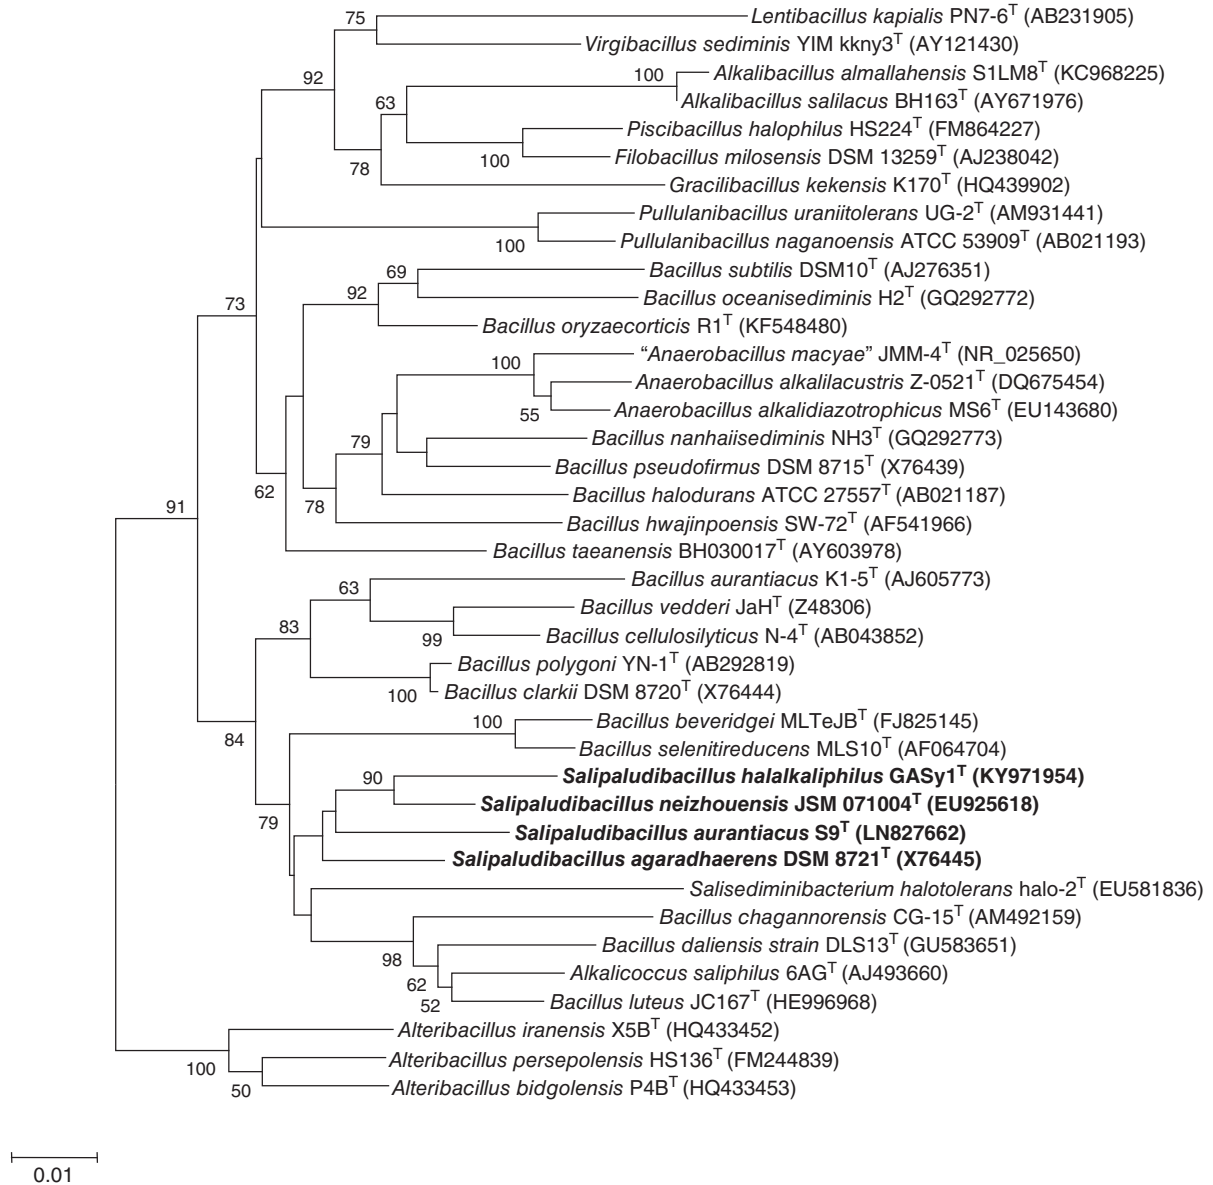 75
Lentibacillus kapialis PN7-6T (AB231905)
Virgibacillus sediminis YIM kkny3T (AY121430)
92
100
Alkalibacillus almallahensis S1LM8T (KC968225)
63
Alkalibacillus salilacus BH163T (AY671976)
Piscibacillus halophilus HS224T (FM864227)
78
100
Filobacillus milosensis DSM 13259T (AJ238042)
Gracilibacillus kekensis K170T (HQ439902)
Pullulanibacillus uraniitolerans UG-2T (AM931441)
100
Pullulanibacillus naganoensis ATCC 53909T (AB021193)
69
Bacillus subtilis DSM10T (AJ276351)
92
Bacillus oceanisediminis H2T (GQ292772)
73
Bacillus oryzaecorticis R1T (KF548480)
100
“Anaerobacillus macyae” JMM-4T (NR_025650)
Anaerobacillus alkalilacustris Z-0521T (DQ675454)
55
Anaerobacillus alkalidiazotrophicus MS6T (EU143680)
79
Bacillus nanhaiisediminis NH3T (GQ292773)
Bacillus pseudofirmus DSM 8715T (X76439)
62
78
Bacillus halodurans ATCC 27557T (AB021187)
91
Bacillus hwajinpoensis SW-72T (AF541966)
Bacillus taeanensis BH030017T (AY603978)
63
Bacillus aurantiacus K1-5T (AJ605773)
83
Bacillus vedderi JaHT (Z48306)
99
Bacillus cellulosilyticus N-4T (AB043852)
Bacillus polygoni YN-1T (AB292819)
100
Bacillus clarkii DSM 8720T (X76444)
100
Bacillus beveridgei MLTeJBT (FJ825145)
84
Bacillus selenitireducens MLS10T (AF064704)
90
Salipaludibacillus halalkaliphilus GASy1T (KY971954)
Salipaludibacillus neizhouensis JSM 071004T (EU925618)
79
Salipaludibacillus aurantiacus S9T (LN827662)
Salipaludibacillus agaradhaerens DSM 8721T (X76445)
Salisediminibacterium halotolerans halo-2T (EU581836)
Bacillus chagannorensis CG-15T (AM492159)
98
Bacillus daliensis strain DLS13T (GU583651)
62
Alkalicoccus saliphilus 6AGT (AJ493660)
52
Bacillus luteus JC167T (HE996968)
Alteribacillus iranensis X5BT (HQ433452)
100
Alteribacillus persepolensis HS136T (FM244839)
50
Alteribacillus bidgolensis P4BT (HQ433453)
0.01